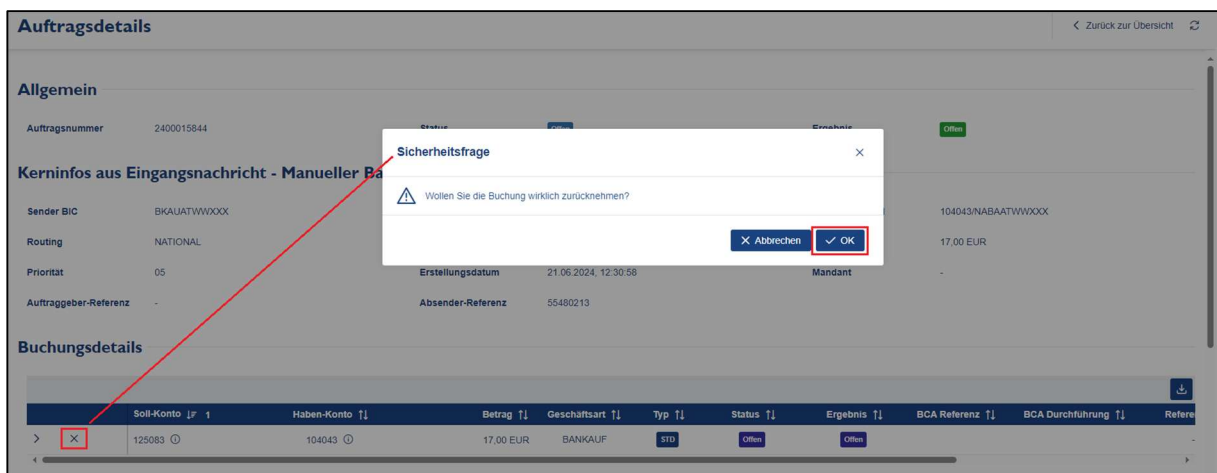 Auftragsdetails
Zurück zur Übersicht
Allgemein
Auftragsnummer 2400015844 Status Offen Ergebnis Offen
Sicherheitsfrage
Kerninfos aus Eingangsnachricht - Manueller Ba
Wollen Sie die Buchung wirklich zurücknehmen?
Sender BIC BKAUATWWXXX 104043/NABAATWWXXX
Abbrechen OK
Routing NATIONAL 17,00 EUR
Priorität 05 Erstellungsdatum 21.06.2024, 12:30:58 Mandant -
Auftraggeber-Referenz - Absender-Referenz 55480213
Buchungsdetails
Soll-Konto 1 Haben-Konto Betrag Geschäftsart Typ Status Ergebnis BCA Referenz BCA Durchführung Refere
125083 104043 17,00 EUR BANKAUF STD Offen Offen -